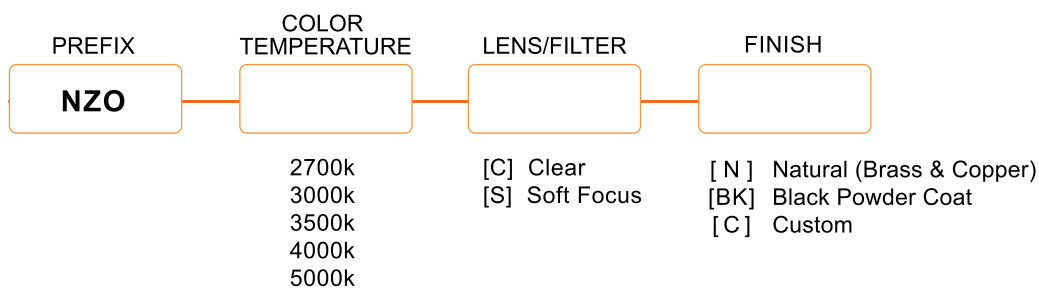 PREFIX
COLOR
TEMPERATURE
LENS/FILTER
FINISH
NZO
2700k
3000k
3500k
4000k
5000k
[C] Clear
[S] Soft Focus
[ N ] Natural (Brass & Copper)
[BK] Black Powder Coat
[ C ] Custom